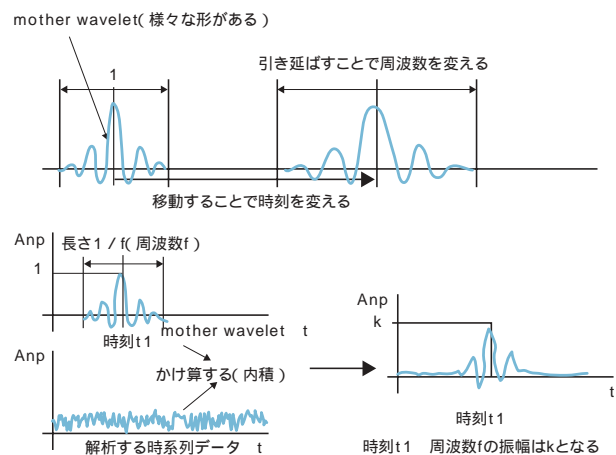 mother wavelet(様々な形がある)
1
引き延ばすことで周波数を変える
移動することで時刻を変える
Anp
長さ1/f(周波数f)
1
時刻t1
mother wavelet t
Anp
かけ算する(内積)
解析する時系列データ t
Anp
k
t
時刻t1
時刻t1 周波数fの振幅はkとなる